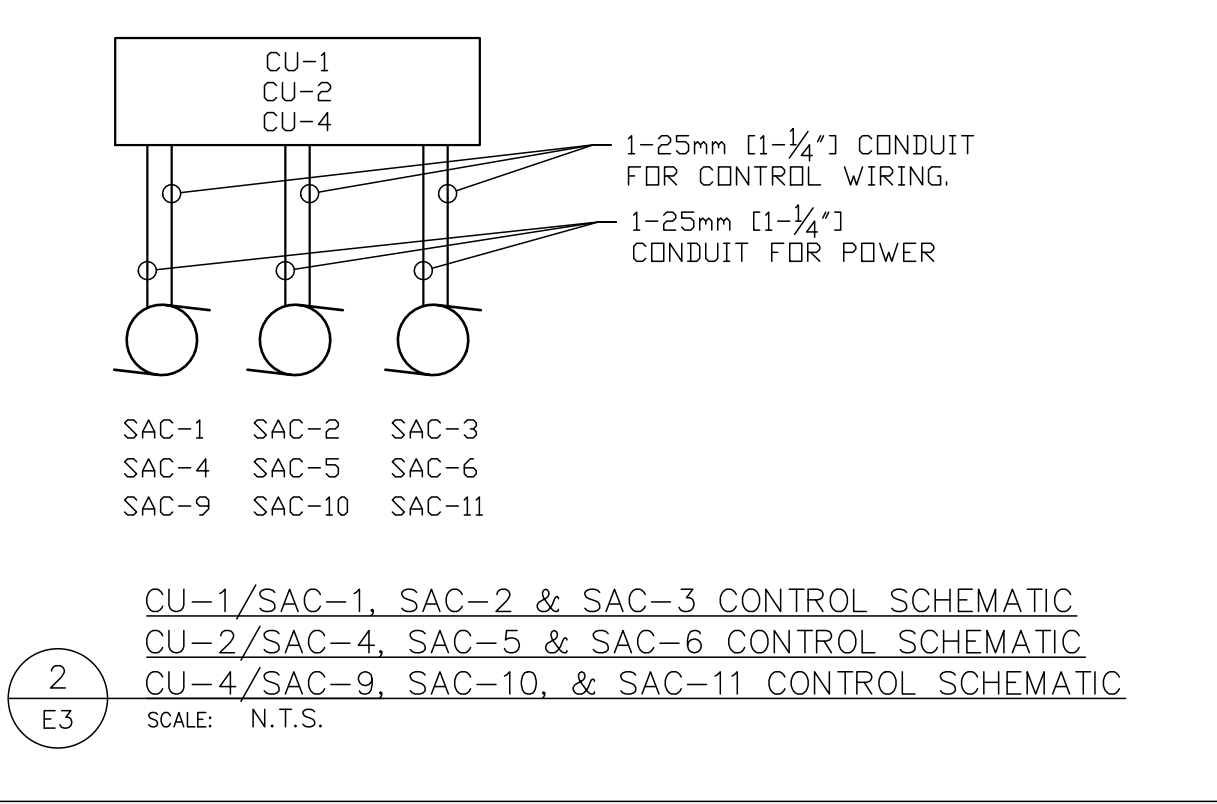 CU-1
CU-2
CU-4
1-25mm [1-1/4"] CONDUIT
FOR CONTROL WIRING.
1-25mm [1-1/4"]
CONDUIT FOR POWER
SAC-1 SAC-2 SAC-3
SAC-4 SAC-5 SAC-6
SAC-9 SAC-10 SAC-11
CU-1/SAC-1, SAC-2 & SAC-3 CONTROL SCHEMATIC
CU-2/SAC-4, SAC-5 & SAC-6 CONTROL SCHEMATIC
2 CU-4/SAC-9, SAC-10, & SAC-11 CONTROL SCHEMATIC
E3 SCALE: N.T.S.